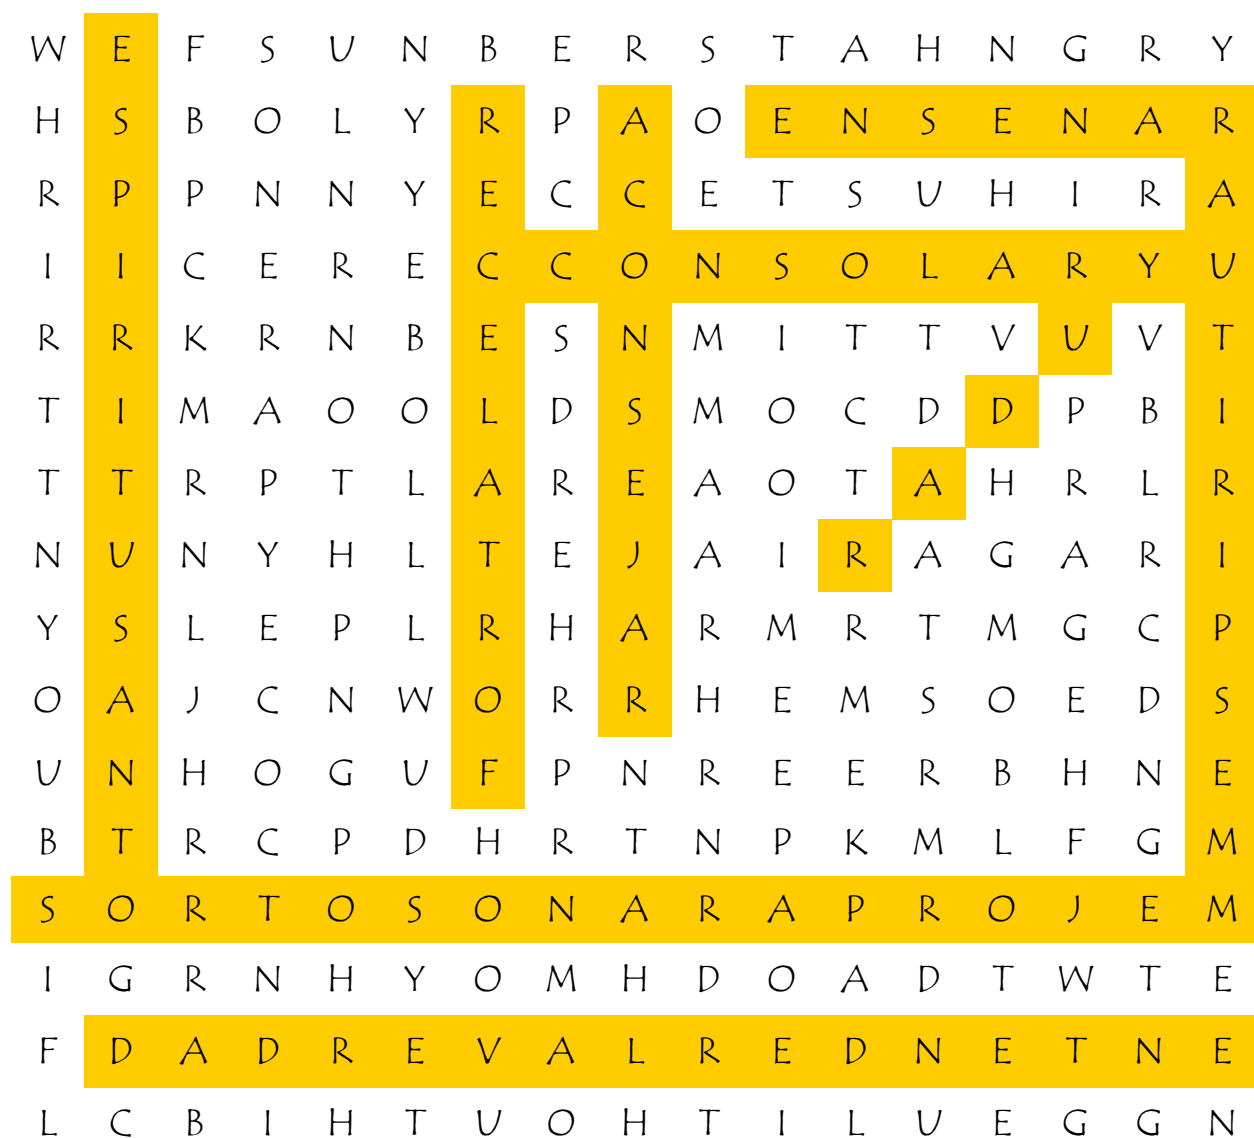 W E F S U N B E R S T A H N G R Y
H S B O L Y R P A O E N S E N A R
R P P N N Y E C C E T S U H I R A
I I C E R E C C O N S O L A R Y U
R R K R N B E S N M I T T V U V T
T I M A O O L D S M O C D D P B I
T T R P T L A R E A O T A H R L R
N U N Y H L T E J A I R A G A R I
Y S L E P L R H A R M R T M G C P
O A J C N W O R R H E M S O E D S
U N H O G U F P N R E E R B H N E
B T R C P D H R T N P K M L F G M
S O R T O S O N A R A P R O J E M
I G R N H Y O M H D O A D T W T E
F D A D R E V A L R E D N E T N E
L C B I H T U O H T I L U E G G N